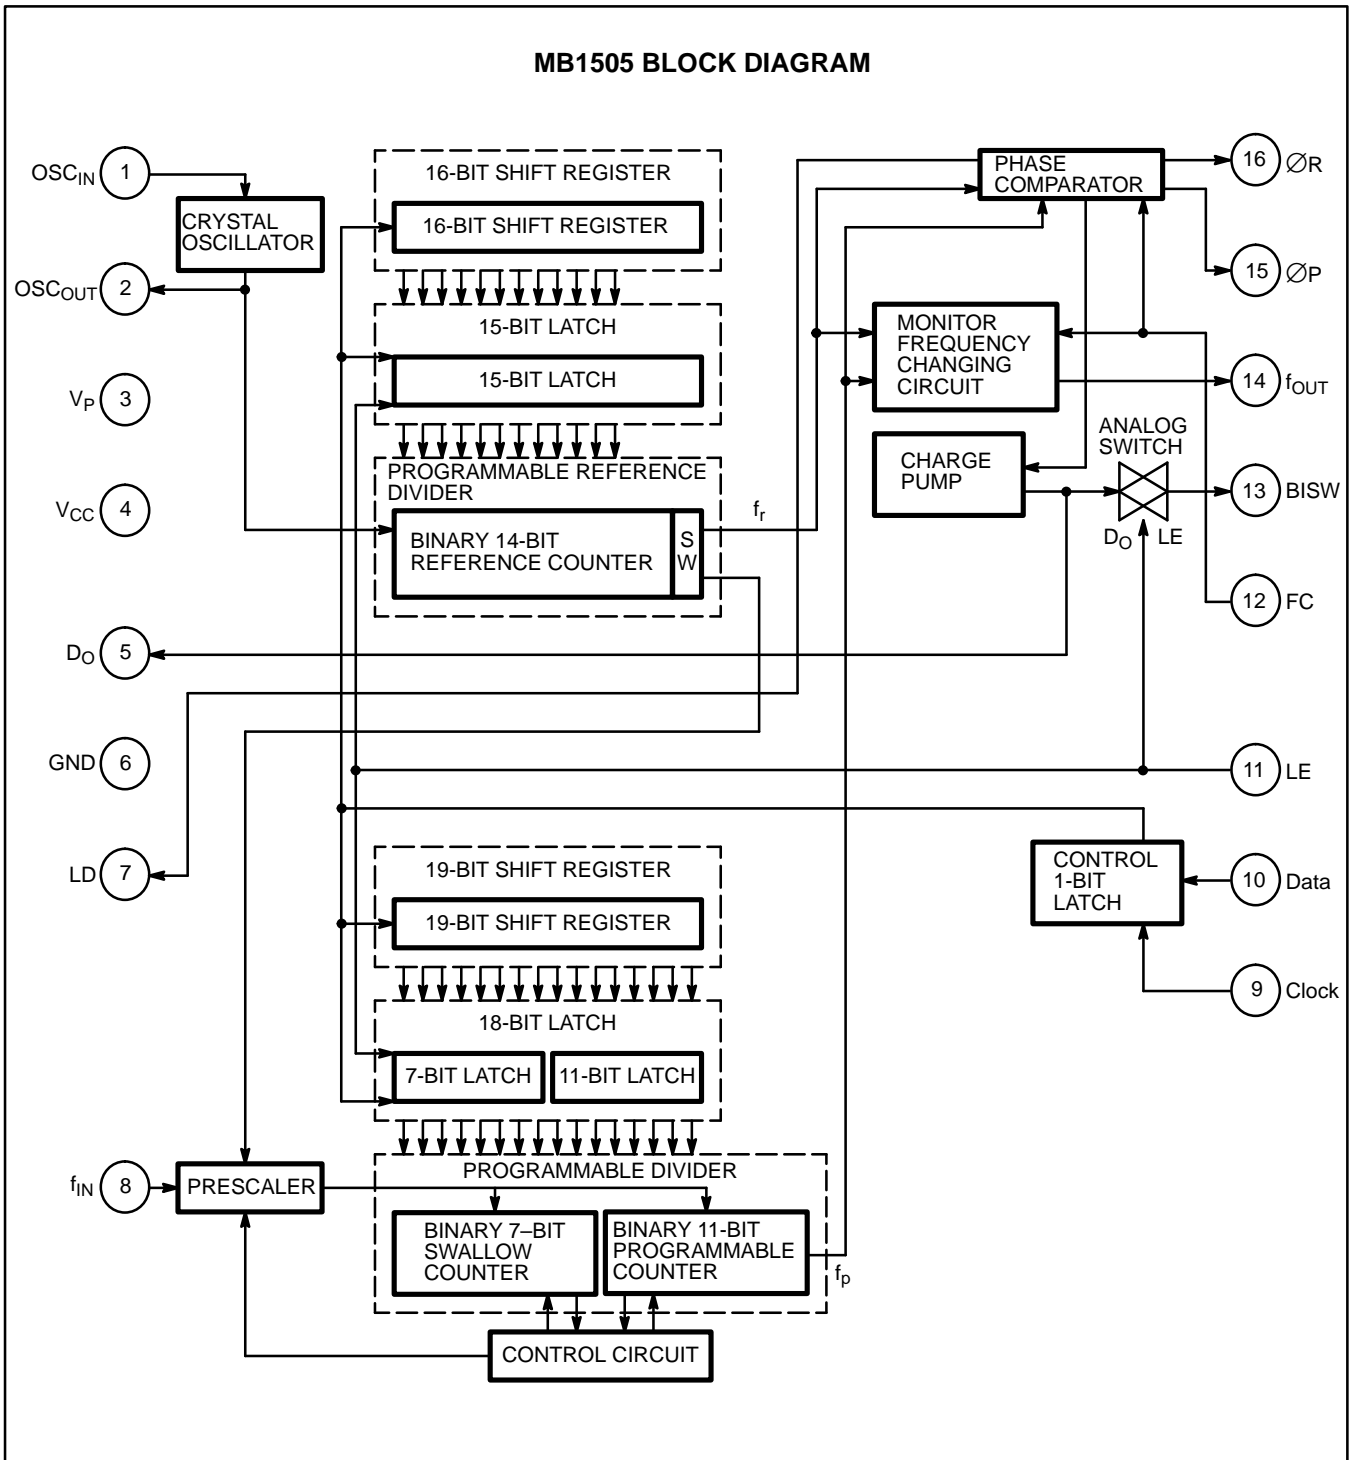 MB1505 BLOCK DIAGRAM
OSCIN 1
CRYSTAL
OSCILLATOR
OSCOUT 2
VP 3
VCC 4
DO 5
GND 6
LD 7
fIN 8
PRESCALER
16-BIT SHIFT REGISTER
16-BIT SHIFT REGISTER
15-BIT LATCH
15-BIT LATCH
PROGRAMMABLE REFERENCE
DIVIDER
BINARY 14-BIT
REFERENCE COUNTER
S
W
fr
19-BIT SHIFT REGISTER
19-BIT SHIFT REGISTER
18-BIT LATCH
7-BIT LATCH
11-BIT LATCH
PROGRAMMABLE DIVIDER
BINARY 7–BIT
SWALLOW
COUNTER
BINARY 11-BIT
PROGRAMMABLE
COUNTER
fp
CONTROL CIRCUIT
PHASE
COMPARATOR
MONITOR
FREQUENCY
CHANGING
CIRCUIT
CHARGE
PUMP
ANALOG
SWITCH
DO LE
16 ∅R
15 ∅P
14 fOUT
13 BISW
12 FC
11 LE
CONTROL
1-BIT
LATCH
10 Data
9 Clock